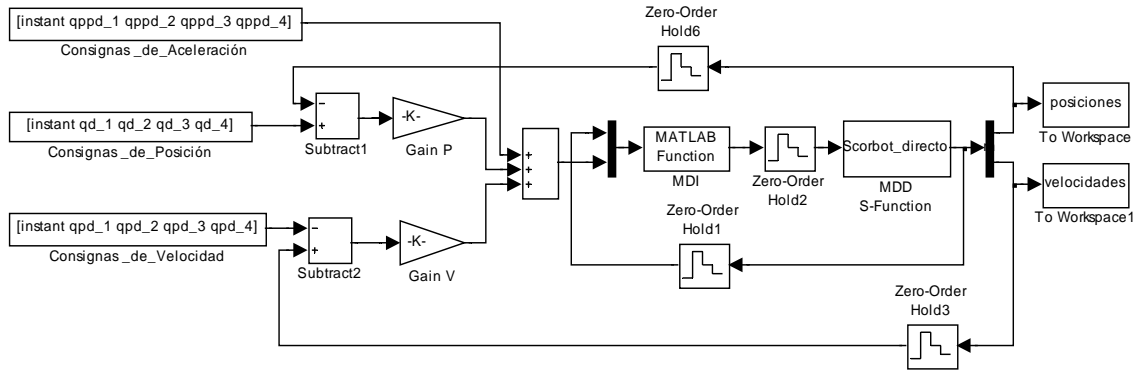 [instant qppd_1 qppd_2 qppd_3 qppd_4]
Consignas _de_Aceleración
Zero-Order
Hold6
[instant qd_1 qd_2 qd_3 qd_4]
Consignas _de_Posición
−
+
Subtract1
-K-
Gain P
+
+
+
MATLAB
Function
MDI
Zero-Order
Hold2
Scorbot_directo
MDD
S-Function
posiciones
To Workspace
velocidades
To Workspace1
[instant qpd_1 qpd_2 qpd_3 qpd_4]
Consignas _de_Velocidad
−
+
Subtract2
-K-
Gain V
Zero-Order
Hold1
Zero-Order
Hold3